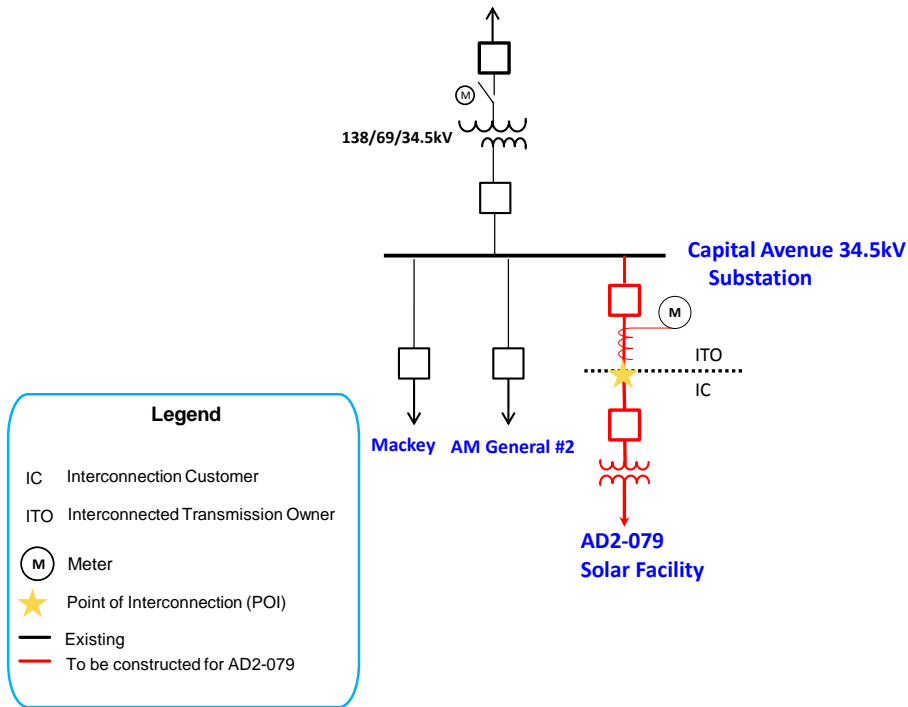 M
138/69/34.5kV
Capital Avenue 34.5kV
Substation
M
ITO
IC
Mackey
AM General #2
AD2-079
Solar Facility
Legend
IC Interconnection Customer
ITO Interconnected Transmission Owner
M Meter
Point of Interconnection (POI)
Existing
To be constructed for AD2-079